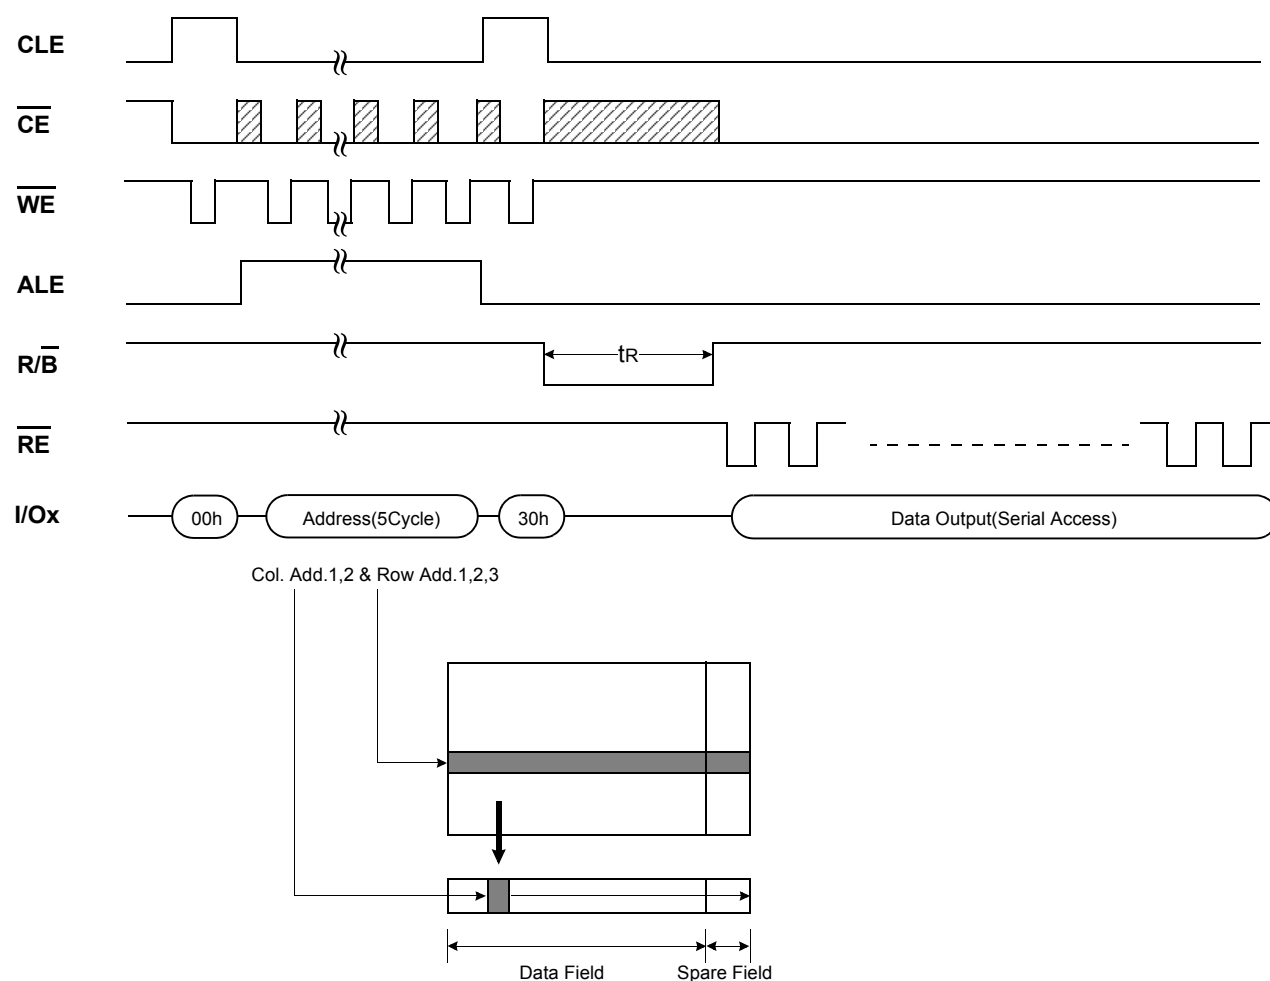 CLE
CE
WE
ALE
R/B
tR
RE
I/Ox
00h
Address(5Cycle)
30h
Data Output(Serial Access)
Col. Add.1,2 & Row Add.1,2,3
Data Field
Spare Field